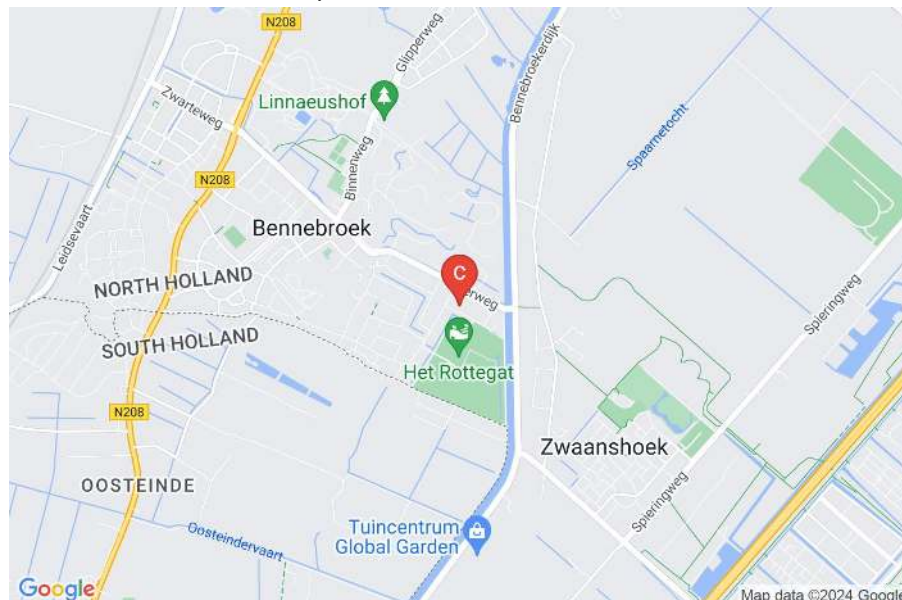 N208
Glipperweg
Bennebroekerdijk
Zwarteweg
Linnaeushof
Spaarnetocht
N208
Binnenweg
Bennebroek
Leidsevaart
NORTH HOLLAND
C
erweg
SOUTH HOLLAND
Spieringweg
Het Rottegat
N208
Zwaanshoek
OOSTEINDE
Spieringweg
Oosteindervaart
Tuincentrum
Global Garden
Google
Map data ©2024 Google